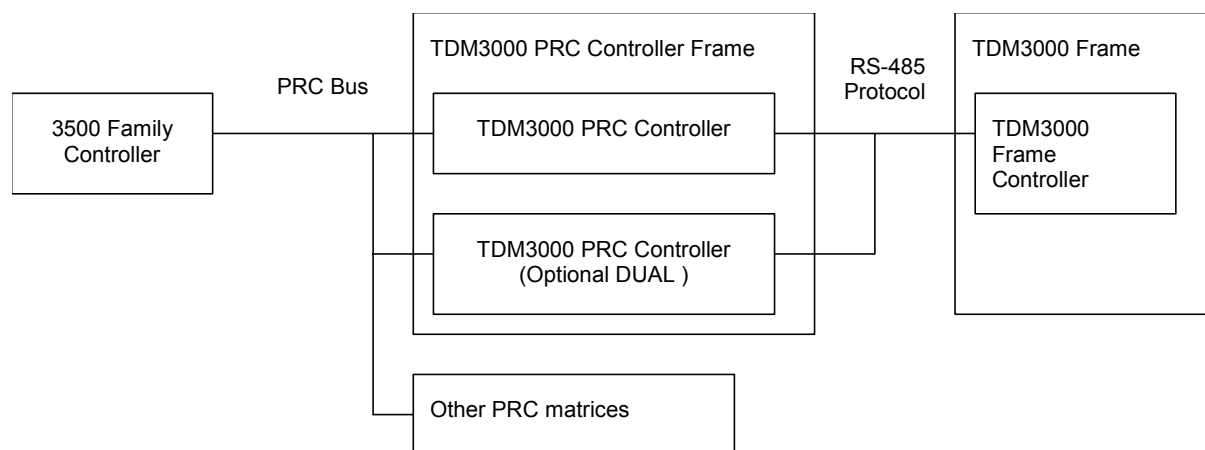 TDM3000 PRC Controller Frame
TDM3000 Frame
PRC Bus
RS-485
Protocol
3500 Family
Controller
TDM3000 PRC Controller
TDM3000
Frame
Controller
TDM3000 PRC Controller
(Optional DUAL )
Other PRC matrices